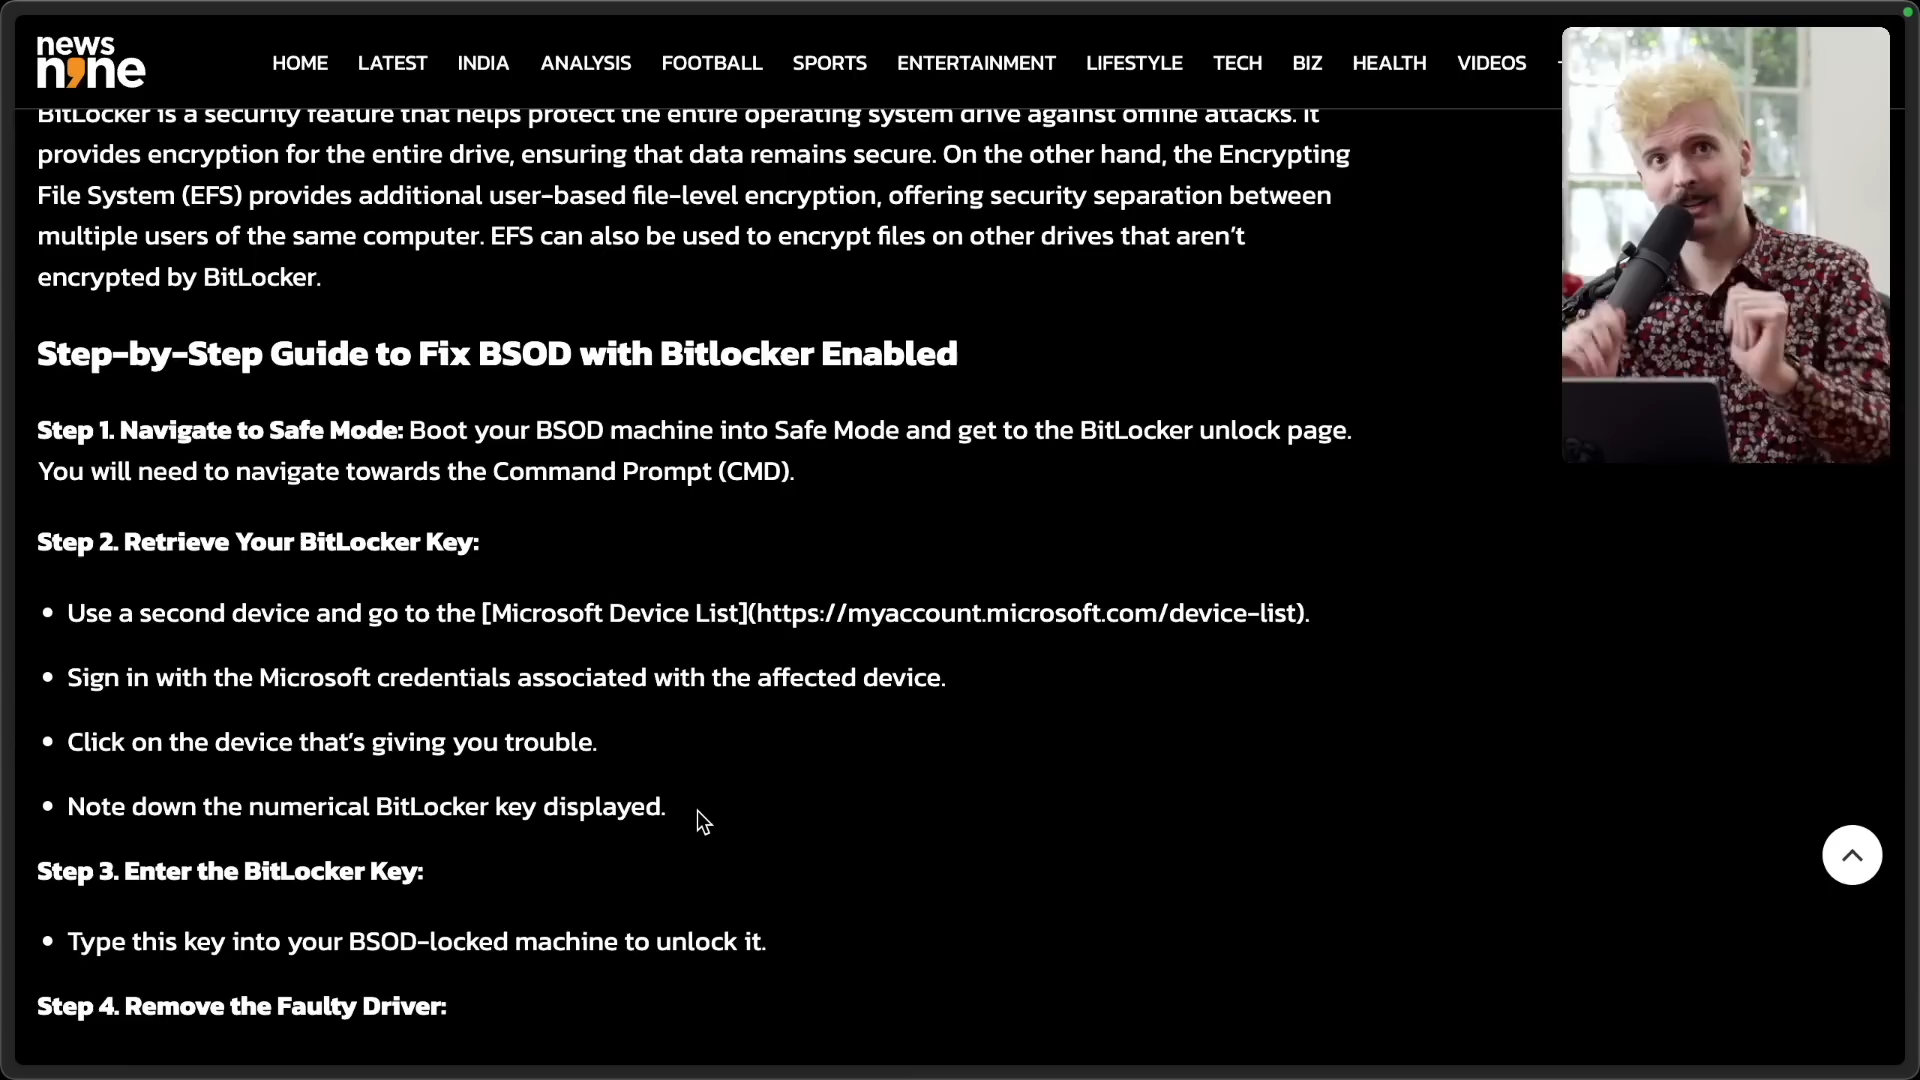 news
n9ne
HOME LATEST INDIA ANALYSIS FOOTBALL SPORTS ENTERTAINMENT LIFESTYLE TECH BIZ HEALTH VIDEOS
BitLocker is a security feature that helps protect the entire operating system drive against offline attacks. It
provides encryption for the entire drive, ensuring that data remains secure. On the other hand, the Encrypting
File System (EFS) provides additional user-based file-level encryption, offering security separation between
multiple users of the same computer. EFS can also be used to encrypt files on other drives that aren’t
encrypted by BitLocker.
Step-by-Step Guide to Fix BSOD with Bitlocker Enabled
Step 1. Navigate to Safe Mode: Boot your BSOD machine into Safe Mode and get to the BitLocker unlock page.
You will need to navigate towards the Command Prompt (CMD).
Step 2. Retrieve Your BitLocker Key:
• Use a second device and go to the [Microsoft Device List](https://myaccount.microsoft.com/device-list).
• Sign in with the Microsoft credentials associated with the affected device.
• Click on the device that’s giving you trouble.
• Note down the numerical BitLocker key displayed.
Step 3. Enter the BitLocker Key:
• Type this key into your BSOD-locked machine to unlock it.
Step 4. Remove the Faulty Driver: